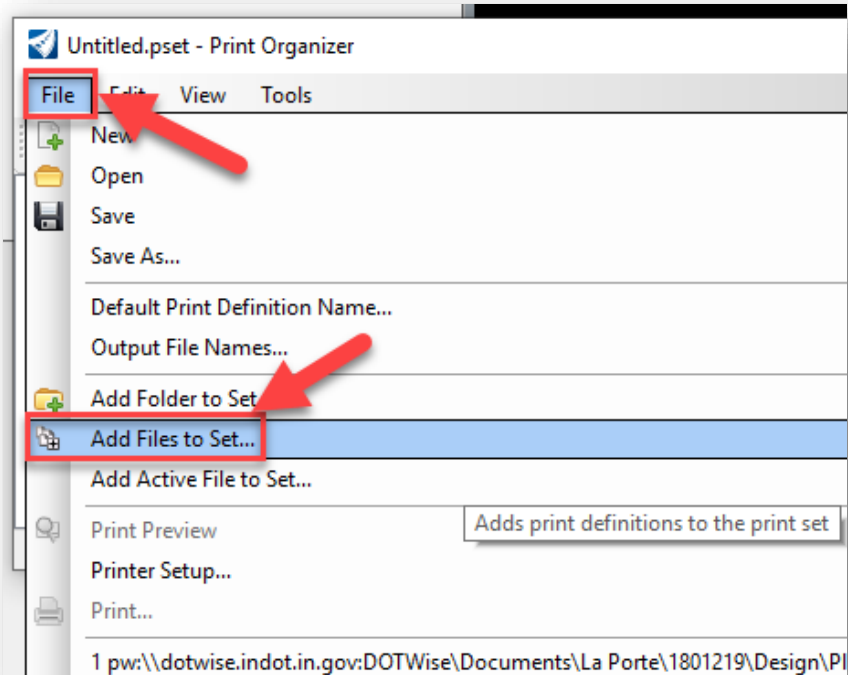 Untitled.pset - Print Organizer
File Edit View Tools
New
Open
Save
Save As...
Default Print Definition Name...
Output File Names...
Add Folder to Set
Add Files to Set...
Add Active File to Set...
Adds print definitions to the print set
Print Preview
Printer Setup...
Print...
1 pw:\\dotwise.indot.in.gov:DOTWise\Documents\La Porte\1801219\Design\Pl